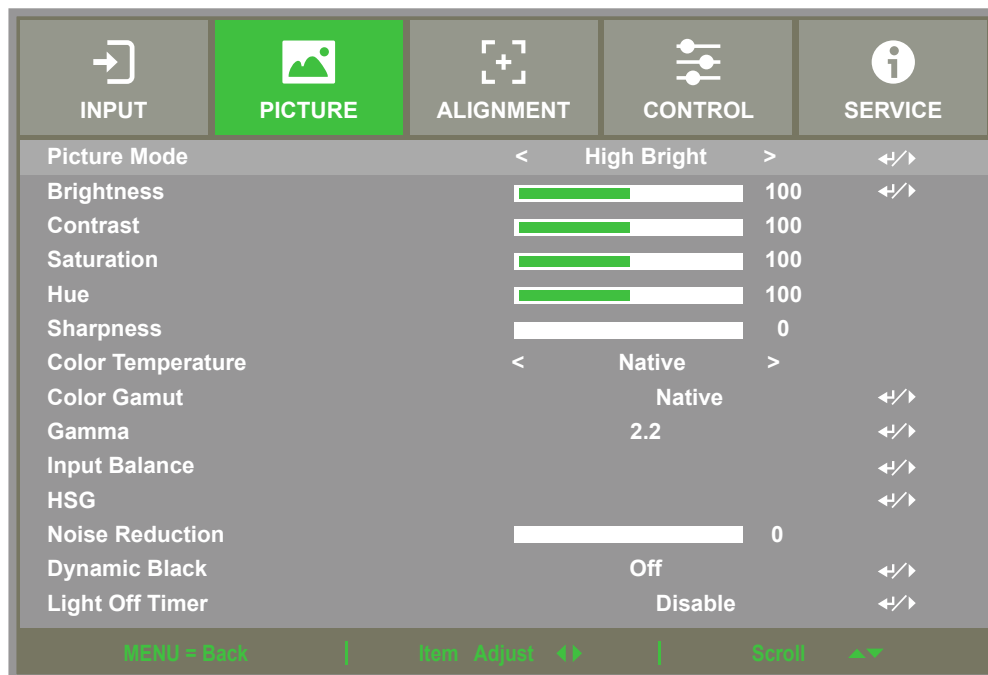 INPUT PICTURE ALIGNMENT CONTROL SERVICE
Picture Mode < High Bright >
Brightness 100
Contrast 100
Saturation 100
Hue 100
Sharpness 0
Color Temperature < Native >
Color Gamut Native
Gamma 2.2
Input Balance
HSG
Noise Reduction 0
Dynamic Black Off
Light Off Timer Disable
MENU = Back | Item Adjust | Scroll